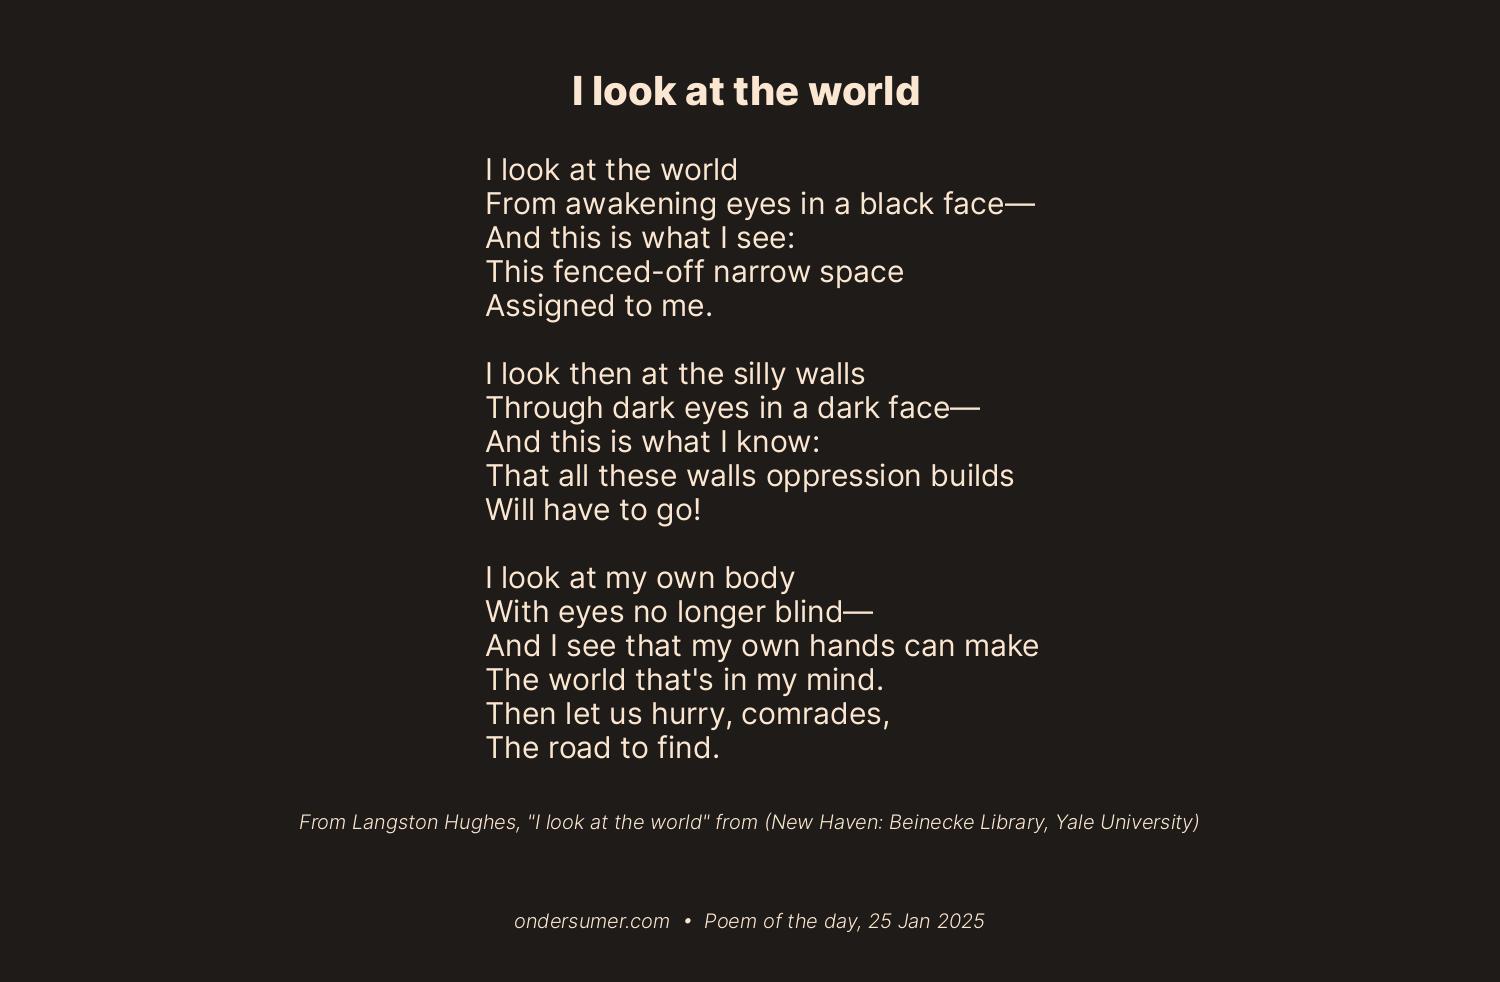 I look at the world
I look at the world
From awakening eyes in a black face—
And this is what I see:
This fenced-off narrow space
Assigned to me.
I look then at the silly walls
Through dark eyes in a dark face—
And this is what I know:
That all these walls oppression builds
Will have to go!
I look at my own body
With eyes no longer blind—
And I see that my own hands can make
The world that's in my mind.
Then let us hurry, comrades,
The road to find.
From Langston Hughes, "I look at the world" from (New Haven: Beinecke Library, Yale University)
ondersumer.com • Poem of the day, 25 Jan 2025